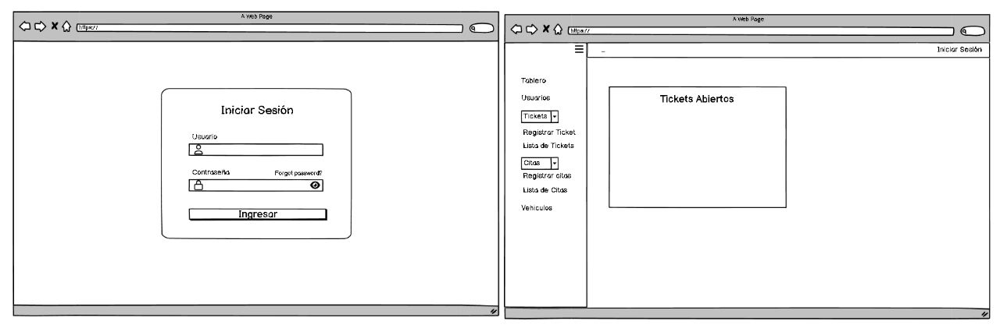 A Web Page
https://
Iniciar Sesión
Usuario
Contraseña Forgot password?
Ingresar
A Web Page
https://
Iniciar Sesión
Tablero
Usuarios
Tickets
Registrar Ticket
Lista de Tickets
Citas
Registrar citas
Lista de Citas
Vehiculos
Tickets Abiertos